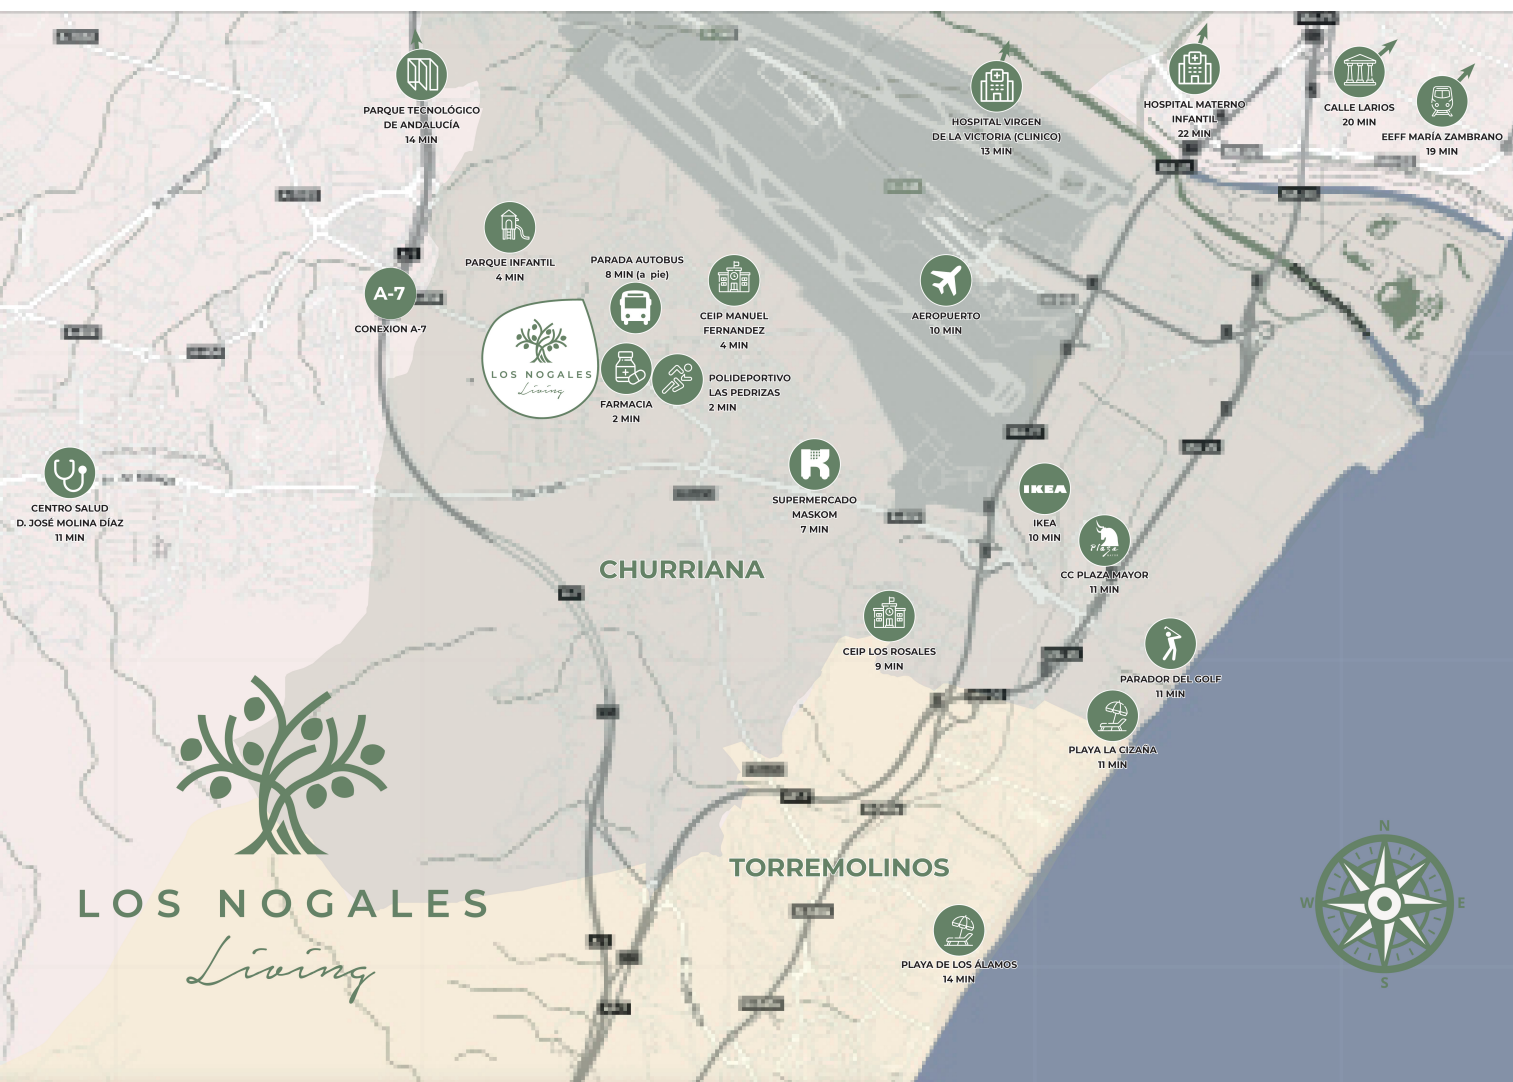 PARQUE TECNOLÓGICO
DE ANDALUCÍA
14 MIN
HOSPITAL VIRGEN
DE LA VICTORIA (CLINICO)
13 MIN
HOSPITAL MATERNO
INFANTIL
22 MIN
CALLE LARIOS
20 MIN
EEFF MARÍA ZAMBRANO
19 MIN
PARQUE INFANTIL
4 MIN
PARADA AUTOBUS
8 MIN (a pie)
CEIP MANUEL
FERNANDEZ
4 MIN
AEROPUERTO
10 MIN
A-7
CONEXION A-7
LOS NOGALES
Living
FARMACIA
2 MIN
POLIDEPORTIVO
LAS PEDRIZAS
2 MIN
CENTRO SALUD
D. JOSÉ MOLINA DÍAZ
11 MIN
SUPERMERCADO
MASKOM
7 MIN
IKEA
IKEA
10 MIN
Plaza
CC PLAZA MAYOR
11 MIN
CHURRIANA
CEIP LOS ROSALES
9 MIN
PARADOR DEL GOLF
11 MIN
PLAYA LA CIZAÑA
11 MIN
TORREMOLINOS
PLAYA DE LOS ÁLAMOS
14 MIN
LOS NOGALES
Living
N
W
E
S